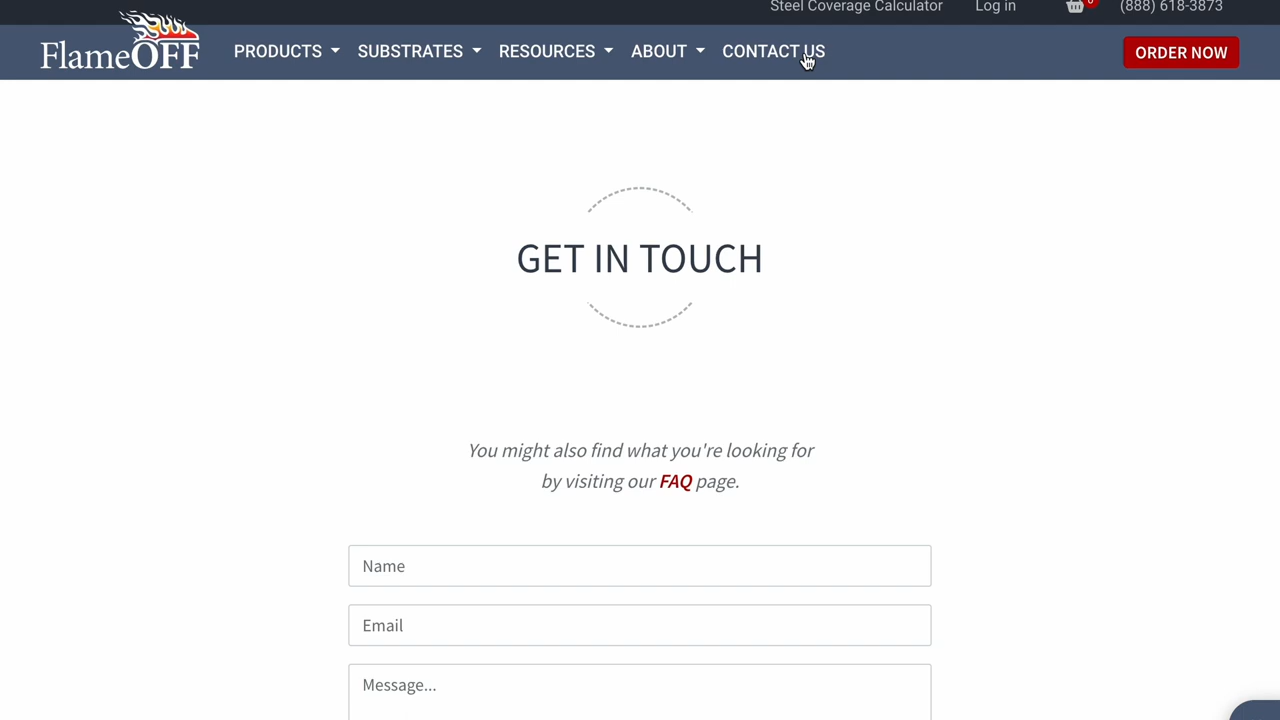 Steel Coverage Calculator Log in 0 (888) 618-3873
FlameOFF PRODUCTS SUBSTRATES RESOURCES ABOUT CONTACT US ORDER NOW
GET IN TOUCH
You might also find what you're looking for
by visiting our FAQ page.
Name
Email
Message...